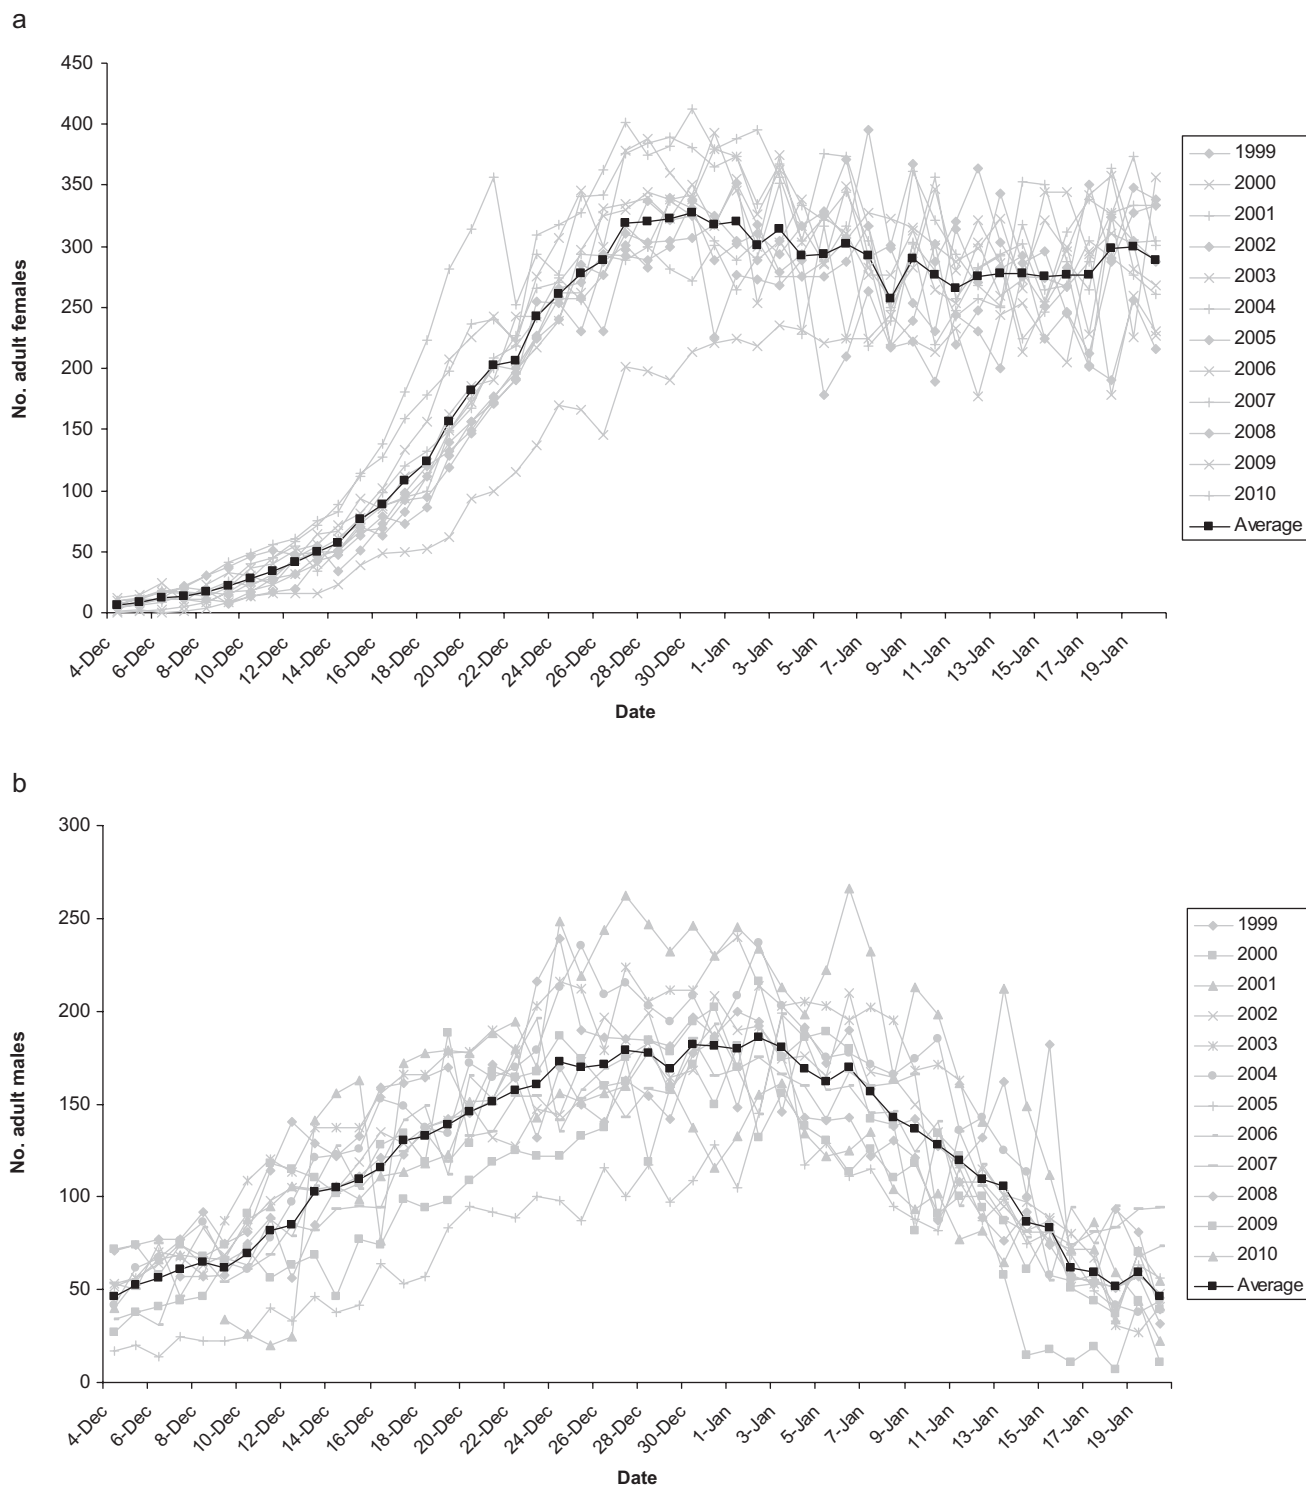 a
450
400
350
300
250
200
150
100
50
0
No. adult females
4-Dec
6-Dec
8-Dec
10-Dec
12-Dec
14-Dec
16-Dec
18-Dec
20-Dec
22-Dec
24-Dec
26-Dec
28-Dec
30-Dec
1-Jan
3-Jan
5-Jan
7-Jan
9-Jan
11-Jan
13-Jan
15-Jan
17-Jan
19-Jan
Date
1999
2000
2001
2002
2003
2004
2005
2006
2007
2008
2009
2010
Average
b
300
250
200
150
100
50
0
No. adult males
4-Dec
6-Dec
8-Dec
10-Dec
12-Dec
14-Dec
16-Dec
18-Dec
20-Dec
22-Dec
24-Dec
26-Dec
28-Dec
30-Dec
1-Jan
3-Jan
5-Jan
7-Jan
9-Jan
11-Jan
13-Jan
15-Jan
17-Jan
19-Jan
Date
1999
2000
2001
2002
2003
2004
2005
2006
2007
2008
2009
2010
Average